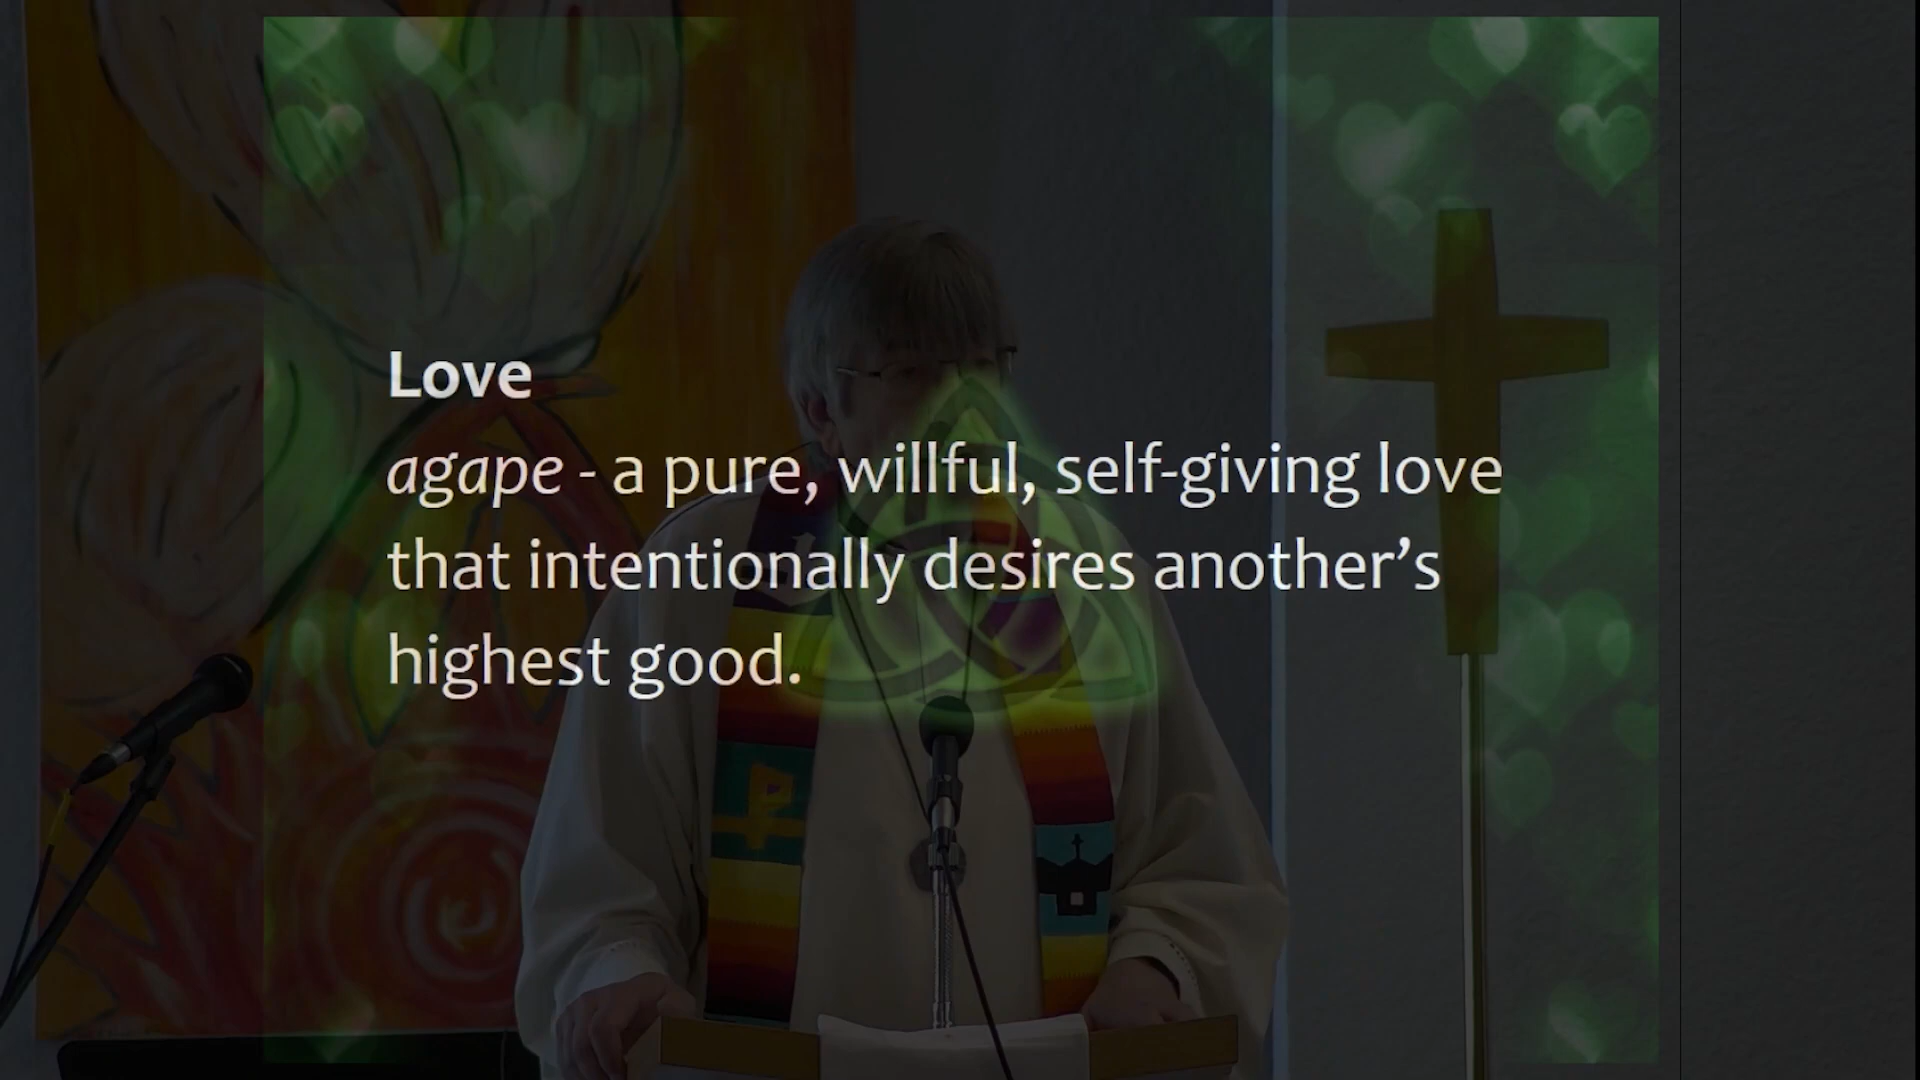 Love
agape - a pure, willful, self-giving love
that intentionally desires another’s
highest good.